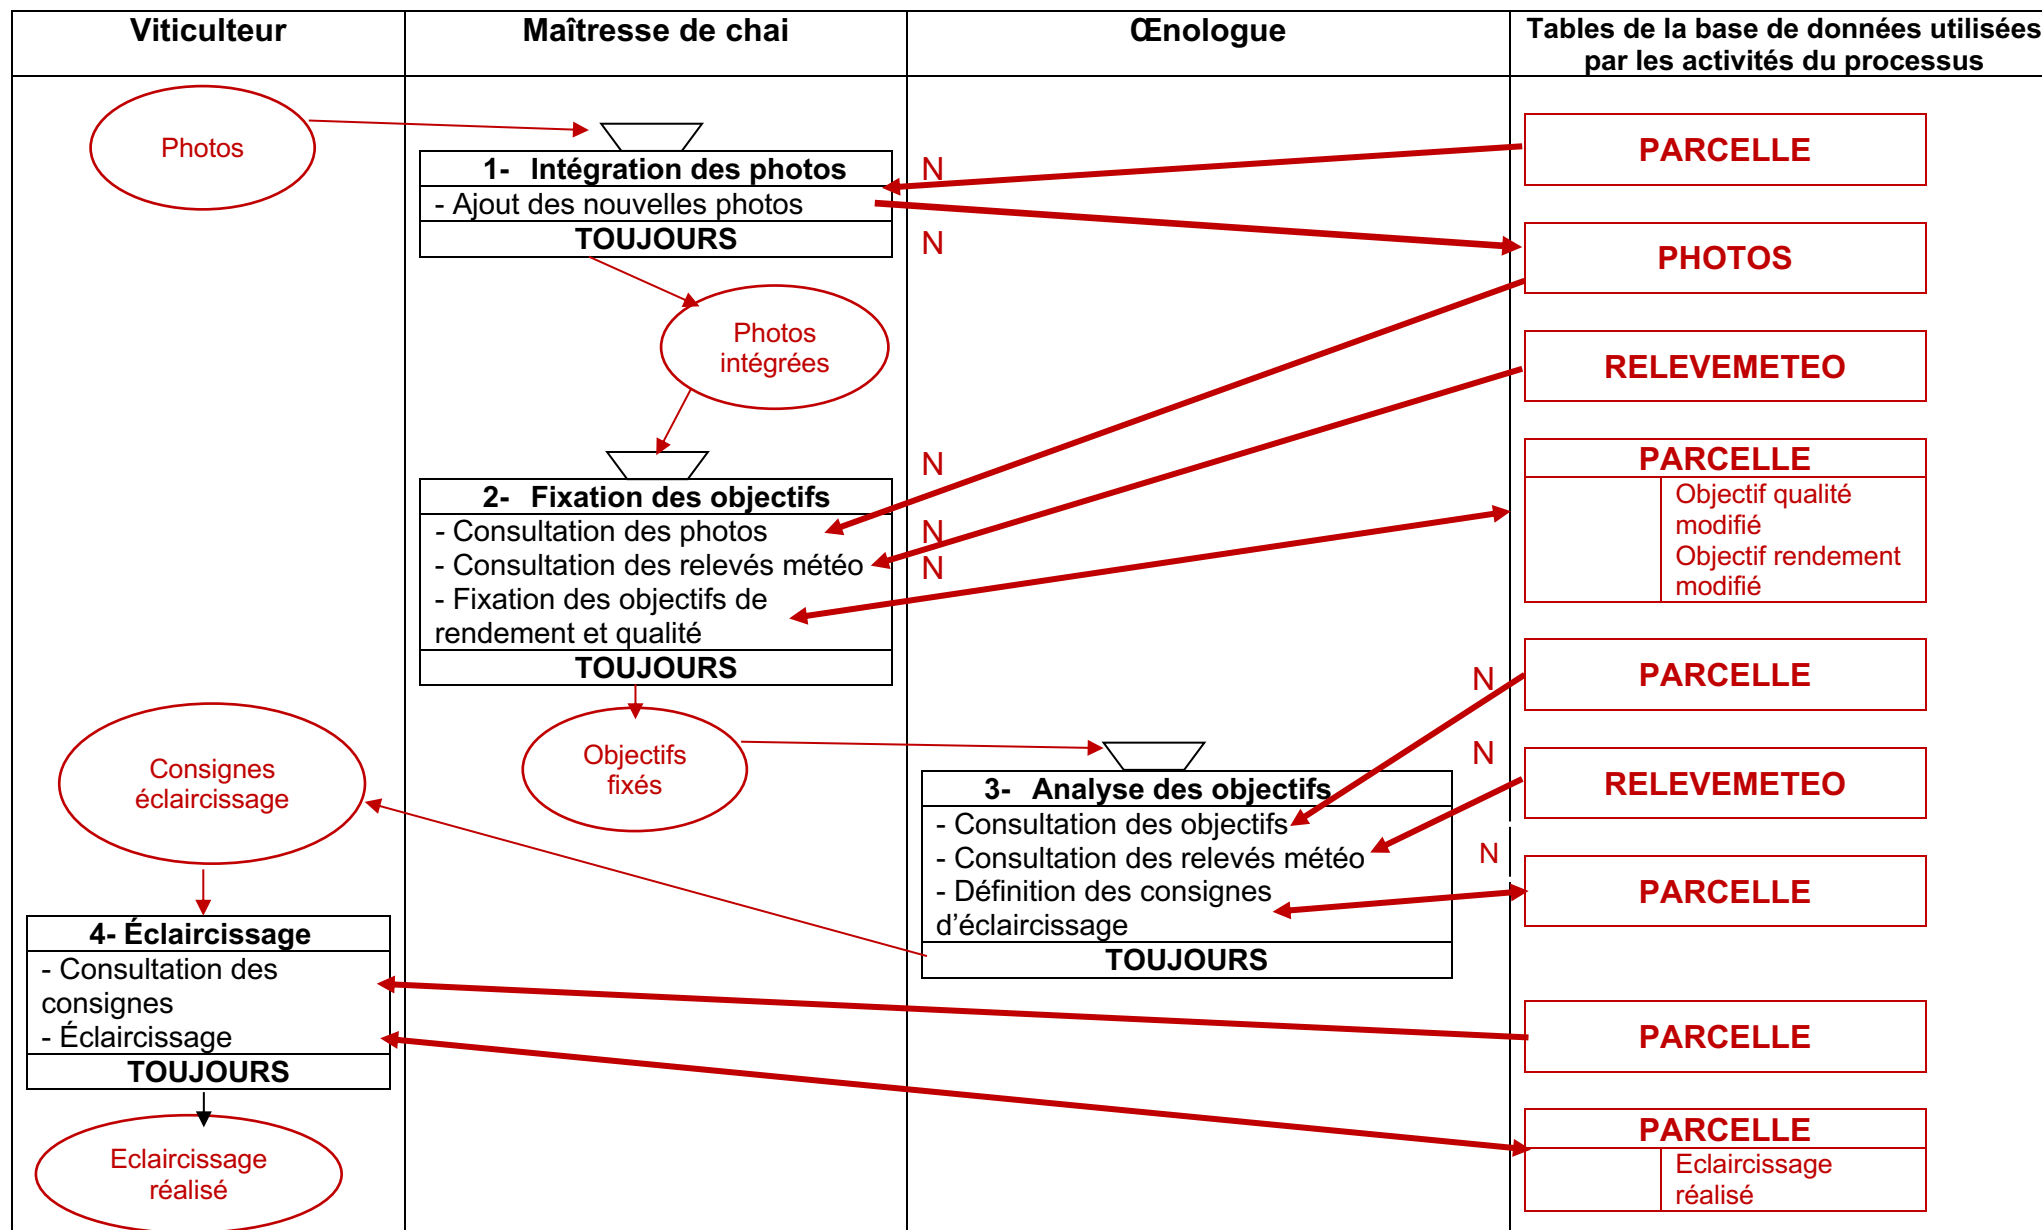 Viticulteur
Maîtresse de chai
Œnologue
Tables de la base de données utilisées
par les activités du processus
Photos
1- Intégration des photos
- Ajout des nouvelles photos
TOUJOURS
N
N
PARCELLE
PHOTOS
Photos
intégrées
RELEVEMETEO
2- Fixation des objectifs
- Consultation des photos
- Consultation des relevés météo
- Fixation des objectifs de
rendement et qualité
TOUJOURS
N
N
N
PARCELLE
Objectif qualité
modifié
Objectif rendement
modifié
Objectifs
fixés
N
PARCELLE
N
RELEVEMETEO
N
PARCELLE
3- Analyse des objectifs
- Consultation des objectifs
- Consultation des relevés météo
- Définition des consignes
d’éclaircissage
TOUJOURS
Consignes
éclaircissage
4- Éclaircissage
- Consultation des
consignes
- Éclaircissage
TOUJOURS
PARCELLE
Eclaircissage
réalisé
PARCELLE
Eclaircissage
réalisé